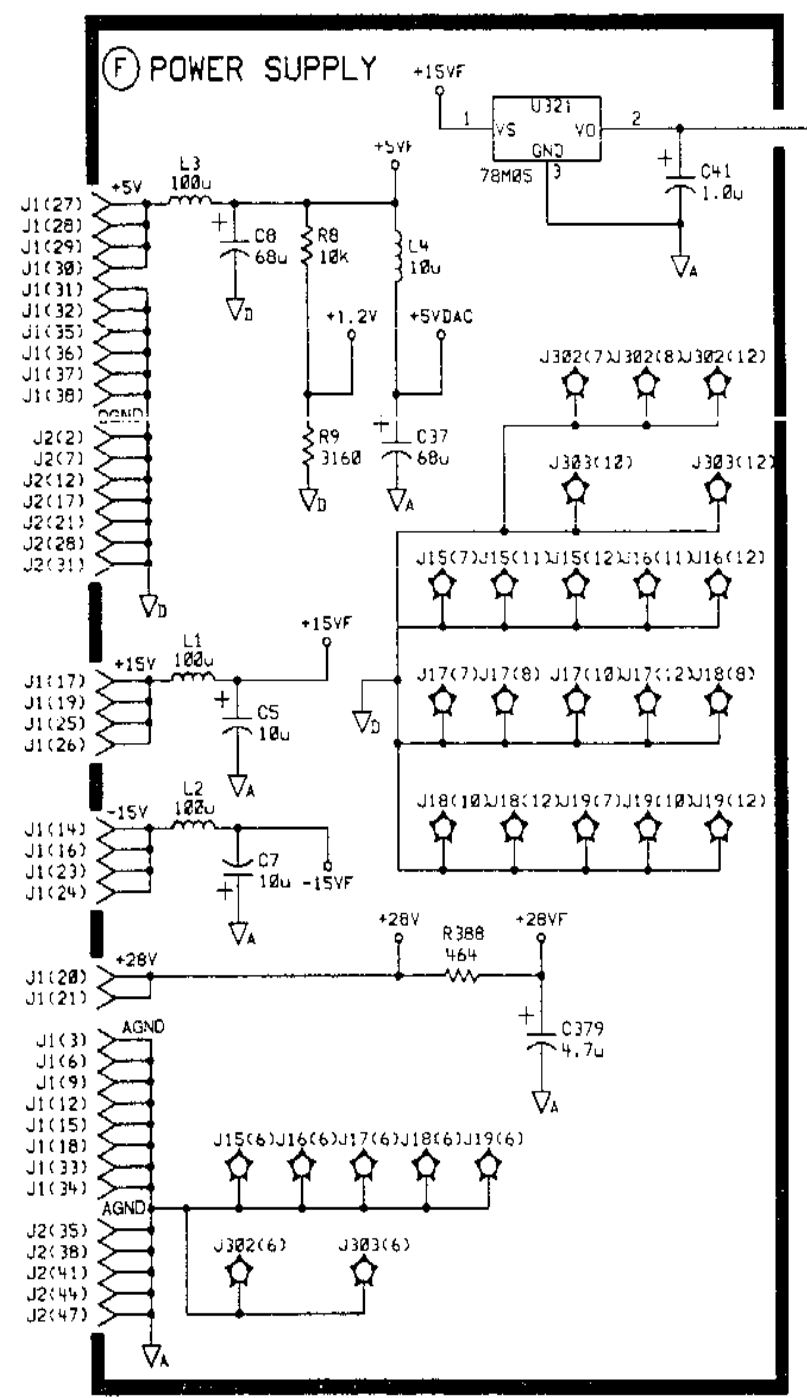 F POWER SUPPLY
+15VF
U321
1 VS VO 2
GND
3
78M05
C41
1.0u
A
+5VF
L3
100u
+5V
J1(27)
J1(28)
J1(29)
J1(30)
J1(31)
J1(32)
J1(35)
J1(36)
J1(37)
J1(38)
DGND
J2(2)
J2(7)
J2(12)
J2(17)
J2(21)
J2(28)
J2(31)
D
C8
68u
D
R8
10k
L4
10u
+1.2V
+5VDAC
R9
3160
D
C37
68u
A
J302(7) J302(8) J302(12)
J303(10) J303(12)
J15(7) J15(11) J15(12) J16(11) J16(12)
J17(7) J17(8) J17(10) J17(12) J18(8)
D
J18(10) J18(12) J19(7) J19(10) J19(12)
+15VF
L1
100u
+15V
J1(17)
J1(19)
J1(25)
J1(26)
C5
10u
A
L2
100u
-15V
J1(14)
J1(16)
J1(23)
J1(24)
C7
10u
-15VF
A
+28V
R388
464
+28VF
+28V
J1(20)
J1(21)
C379
4.7u
A
AGND
J1(3)
J1(6)
J1(9)
J1(12)
J1(15)
J1(18)
J1(33)
J1(34)
AGND
J2(35)
J2(38)
J2(41)
J2(44)
J2(47)
A
J15(6) J16(6) J17(6) J18(6) J19(6)
J302(6) J303(6)